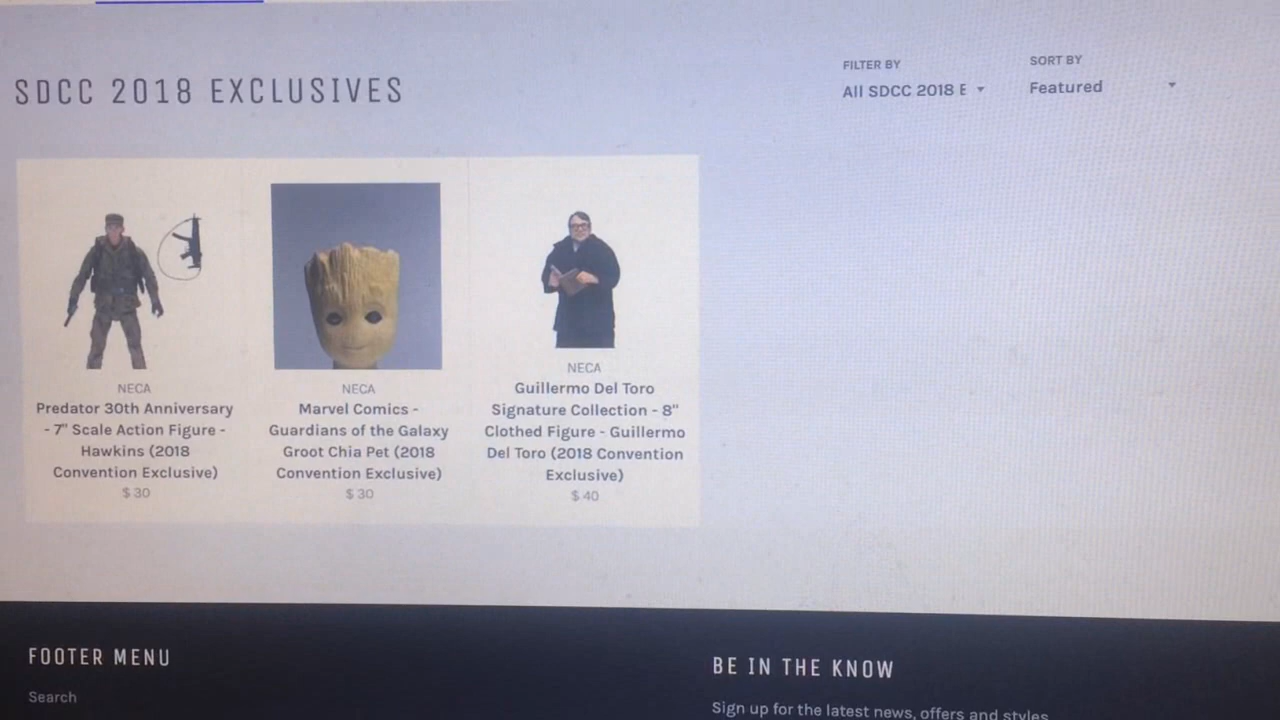 SDCC 2018 EXCLUSIVES
FILTER BY
All SDCC 2018 E
SORT BY
Featured
NECA
Predator 30th Anniversary
- 7" Scale Action Figure -
Hawkins (2018
Convention Exclusive)
$ 30
NECA
Marvel Comics -
Guardians of the Galaxy
Groot Chia Pet (2018
Convention Exclusive)
$ 30
NECA
Guillermo Del Toro
Signature Collection - 8"
Clothed Figure - Guillermo
Del Toro (2018 Convention
Exclusive)
$ 40
FOOTER MENU
Search
BE IN THE KNOW
Sign up for the latest news, offers and styles